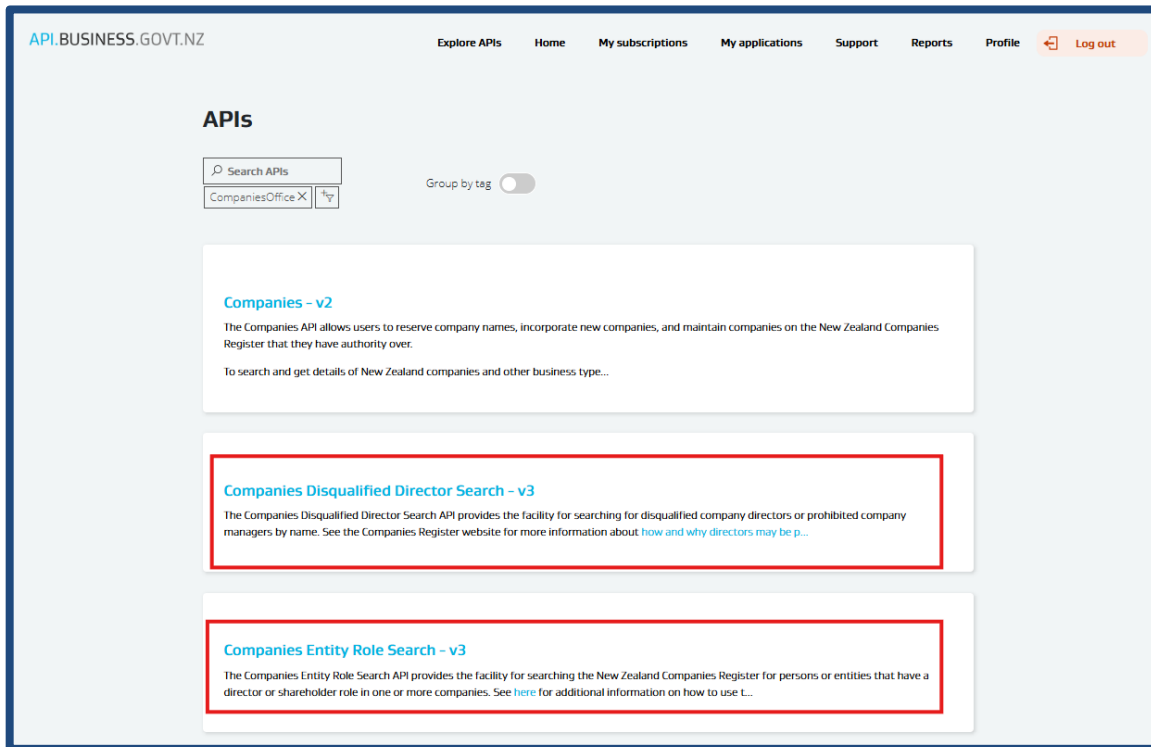 API.BUSINESS.GOVT.NZ
Explore APIs Home My subscriptions My applications Support Reports Profile Log out
APIs
Search APIs
Group by tag
CompaniesOffice
Companies - v2
The Companies API allows users to reserve company names, incorporate new companies, and maintain companies on the New Zealand Companies
Register that they have authority over.
To search and get details of New Zealand companies and other business type...
Companies Disqualified Director Search - v3
The Companies Disqualified Director Search API provides the facility for searching for disqualified company directors or prohibited company
managers by name. See the Companies Register website for more information about how and why directors may be p...
Companies Entity Role Search - v3
The Companies Entity Role Search API provides the facility for searching the New Zealand Companies Register for persons or entities that have a
director or shareholder role in one or more companies. See here for additional information on how to use t...